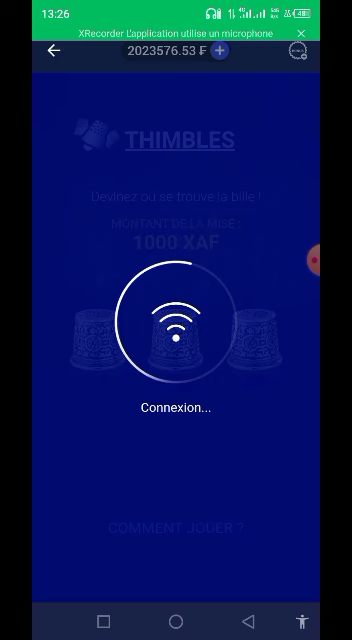 13:26
XRecorder L'application utilise un microphone
2023576.53 ₣
THIMBLES
Devinez où se trouve la bille !
MONTANT DE LA MISE :
1000 XAF
Connexion...
COMMENT JOUER ?